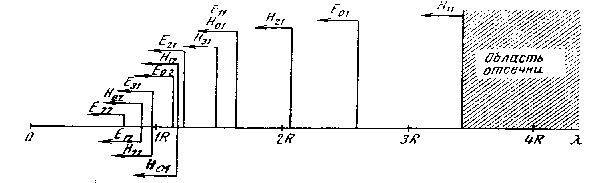 E₁₁
H₀₁
H₂₁
E₀₁
H₁₁
E₂₁
H₃₁
H₁₂
E₀₂
E₃₁
H₀₂
E₂₂
Область
отсечки
0
1R
2R
3R
4R
λ
E₁₂
H₂₂